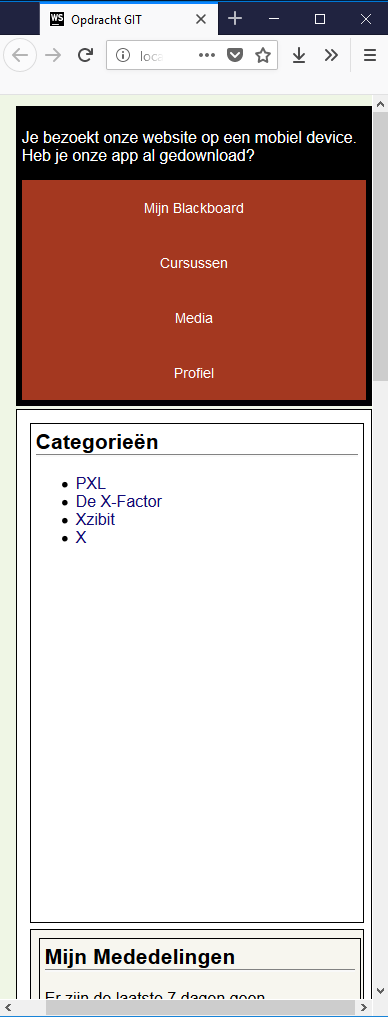 WS Opdracht GIT
loca
Je bezoekt onze website op een mobiel device.
Heb je onze app al gedownload?
Mijn Blackboard
Cursussen
Media
Profiel
Categorieën
PXL
De X-Factor
Xzibit
X
Mijn Mededelingen
Er zijn de laatste 7 dagen geen